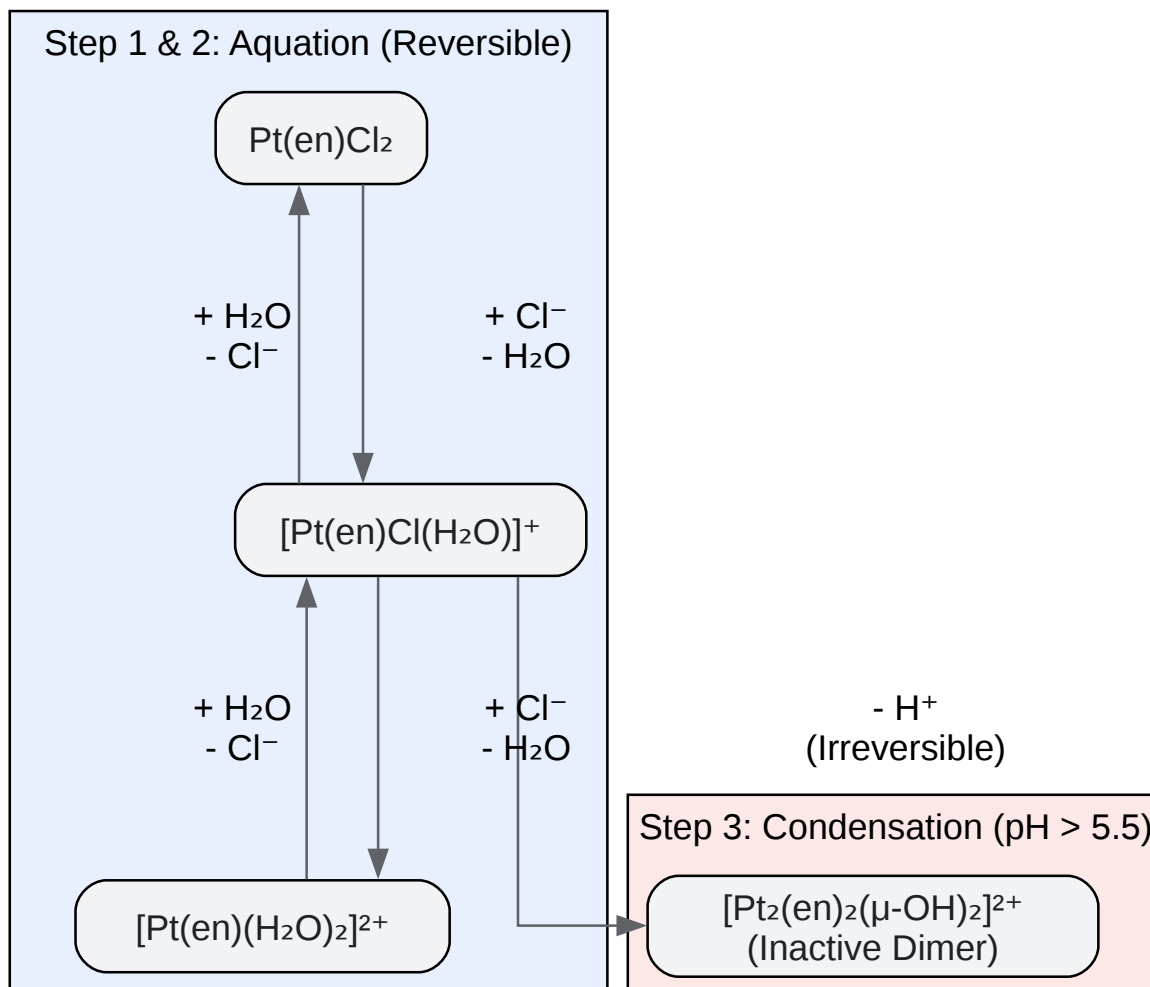 Step 1 & 2: Aquation (Reversible)
Pt(en)Cl₂
+ H₂O
- Cl⁻
+ Cl⁻
- H₂O
[Pt(en)Cl(H₂O)]⁺
+ H₂O
- Cl⁻
+ Cl⁻
- H₂O
- H⁺
(Irreversible)
Step 3: Condensation (pH > 5.5)
[Pt(en)(H₂O)₂]²⁺
[Pt₂(en)₂(μ-OH)₂]²⁺
(Inactive Dimer)